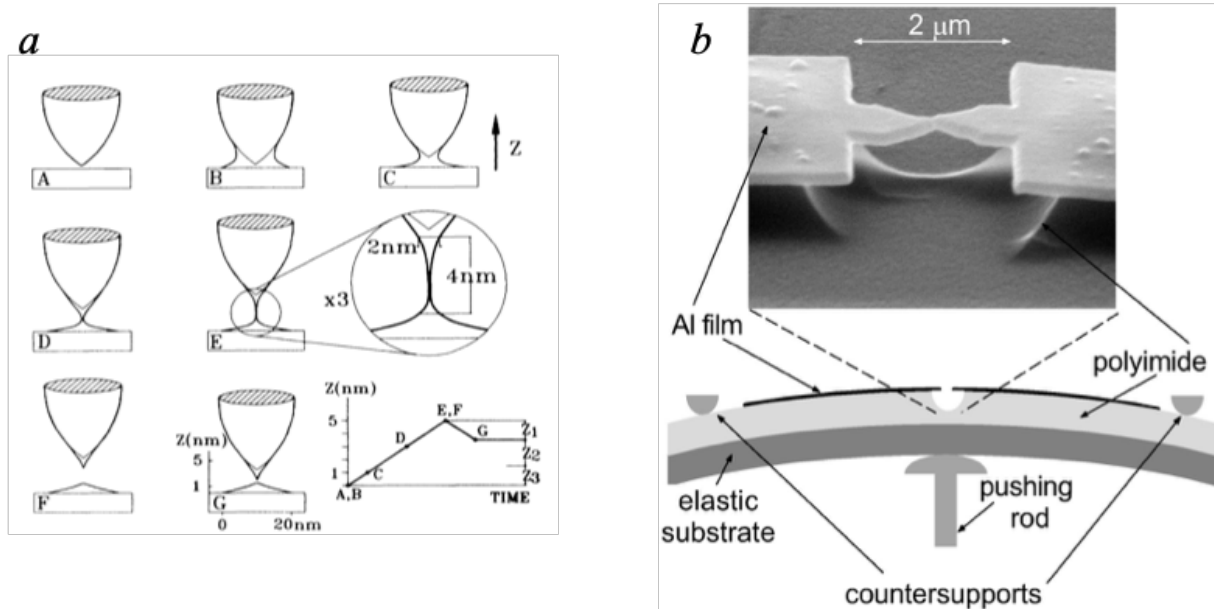 a
A
B
C
Z
D
E
2nm
4nm
x3
F
Z(nm)
5
1
G
0
20nm
Z(nm)
5
1
A,B
C
D
E,F
G
Z1
Z2
Z3
TIME
b
2 μm
Al film
polyimide
elastic
substrate
pushing
rod
countersupports